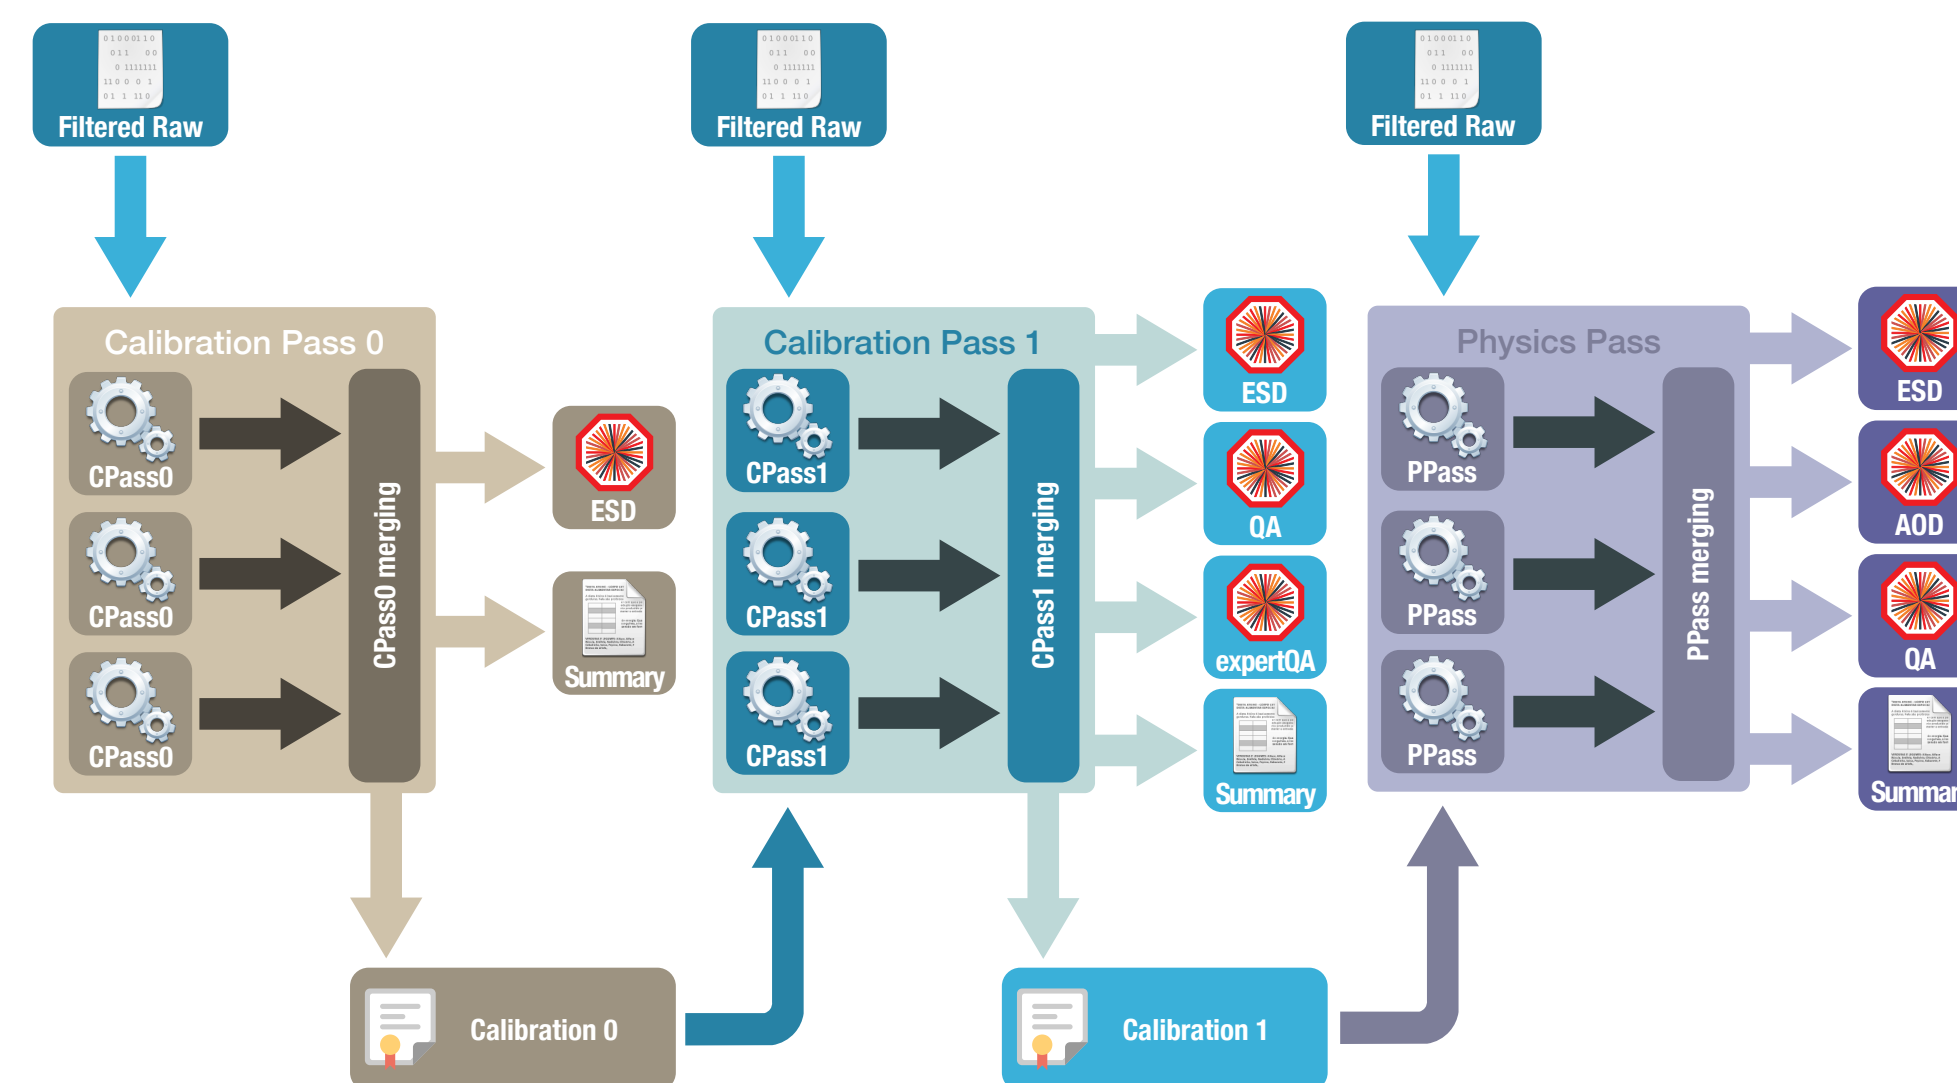 Filtered Raw
Calibration Pass 0
CPass0
CPass0
CPass0
CPass0 merging
ESD
Summary
Calibration 0
Filtered Raw
Calibration Pass 1
CPass1
CPass1
CPass1
CPass1 merging
ESD
QA
expertQA
Summary
Calibration 1
Filtered Raw
Physics Pass
PPass
PPass
PPass
PPass merging
ESD
AOD
QA
Summar